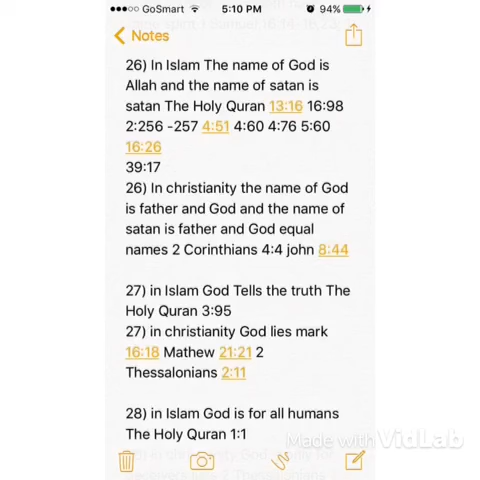 GoSmart 5:10 PM 94%
Notes
26) In Islam The name of God is
Allah and the name of satan is
satan The Holy Quran 13:16 16:98
2:256 -257 4:51 4:60 4:76 5:60
16:26
39:17
26) In christianity the name of God
is father and God and the name of
satan is father and God equal
names 2 Corinthians 4:4 john 8:44
27) in Islam God Tells the truth The
Holy Quran 3:95
27) in christianity God lies mark
16:18 Mathew 21:21 2
Thessalonians 2:11
28) in Islam God is for all humans
The Holy Quran 1:1
Made with VidLab